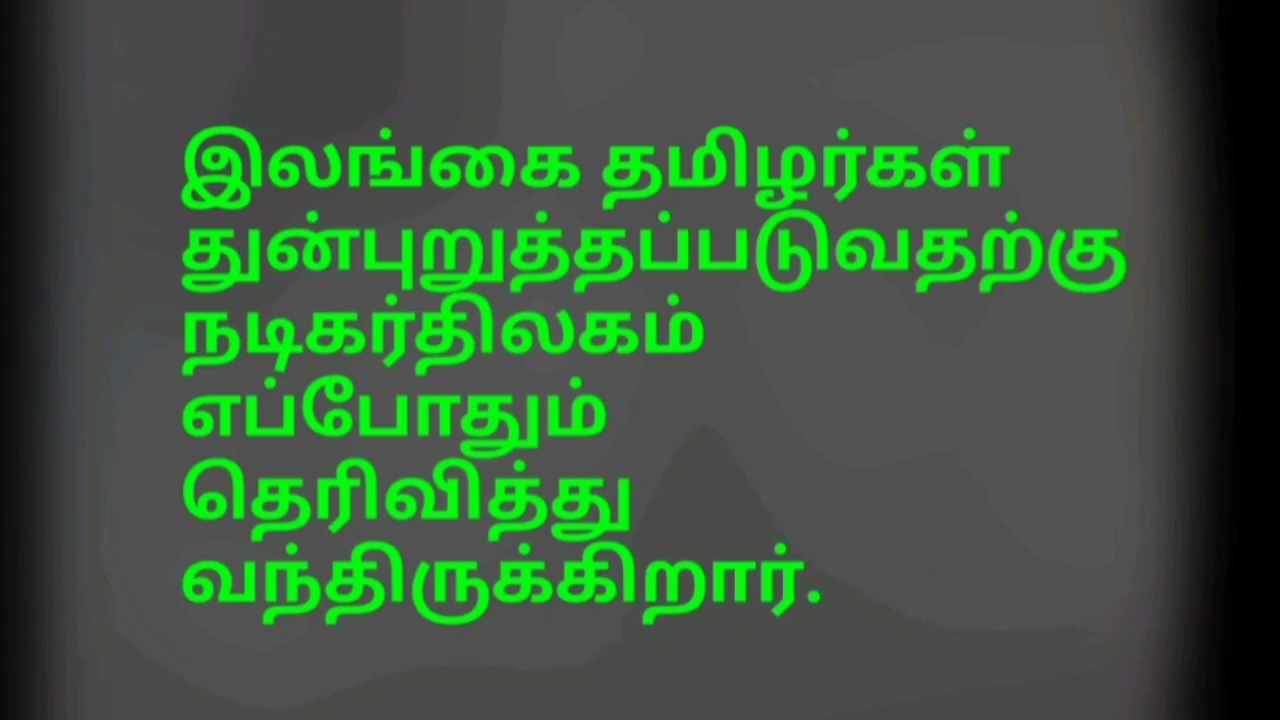 இலங்கை தமிழர்கள்
துன்புறுத்தப்படுவதற்கு
நடிகர்திலகம்
எப்போதும்
தெரிவித்து
வந்திருக்கிறார்.